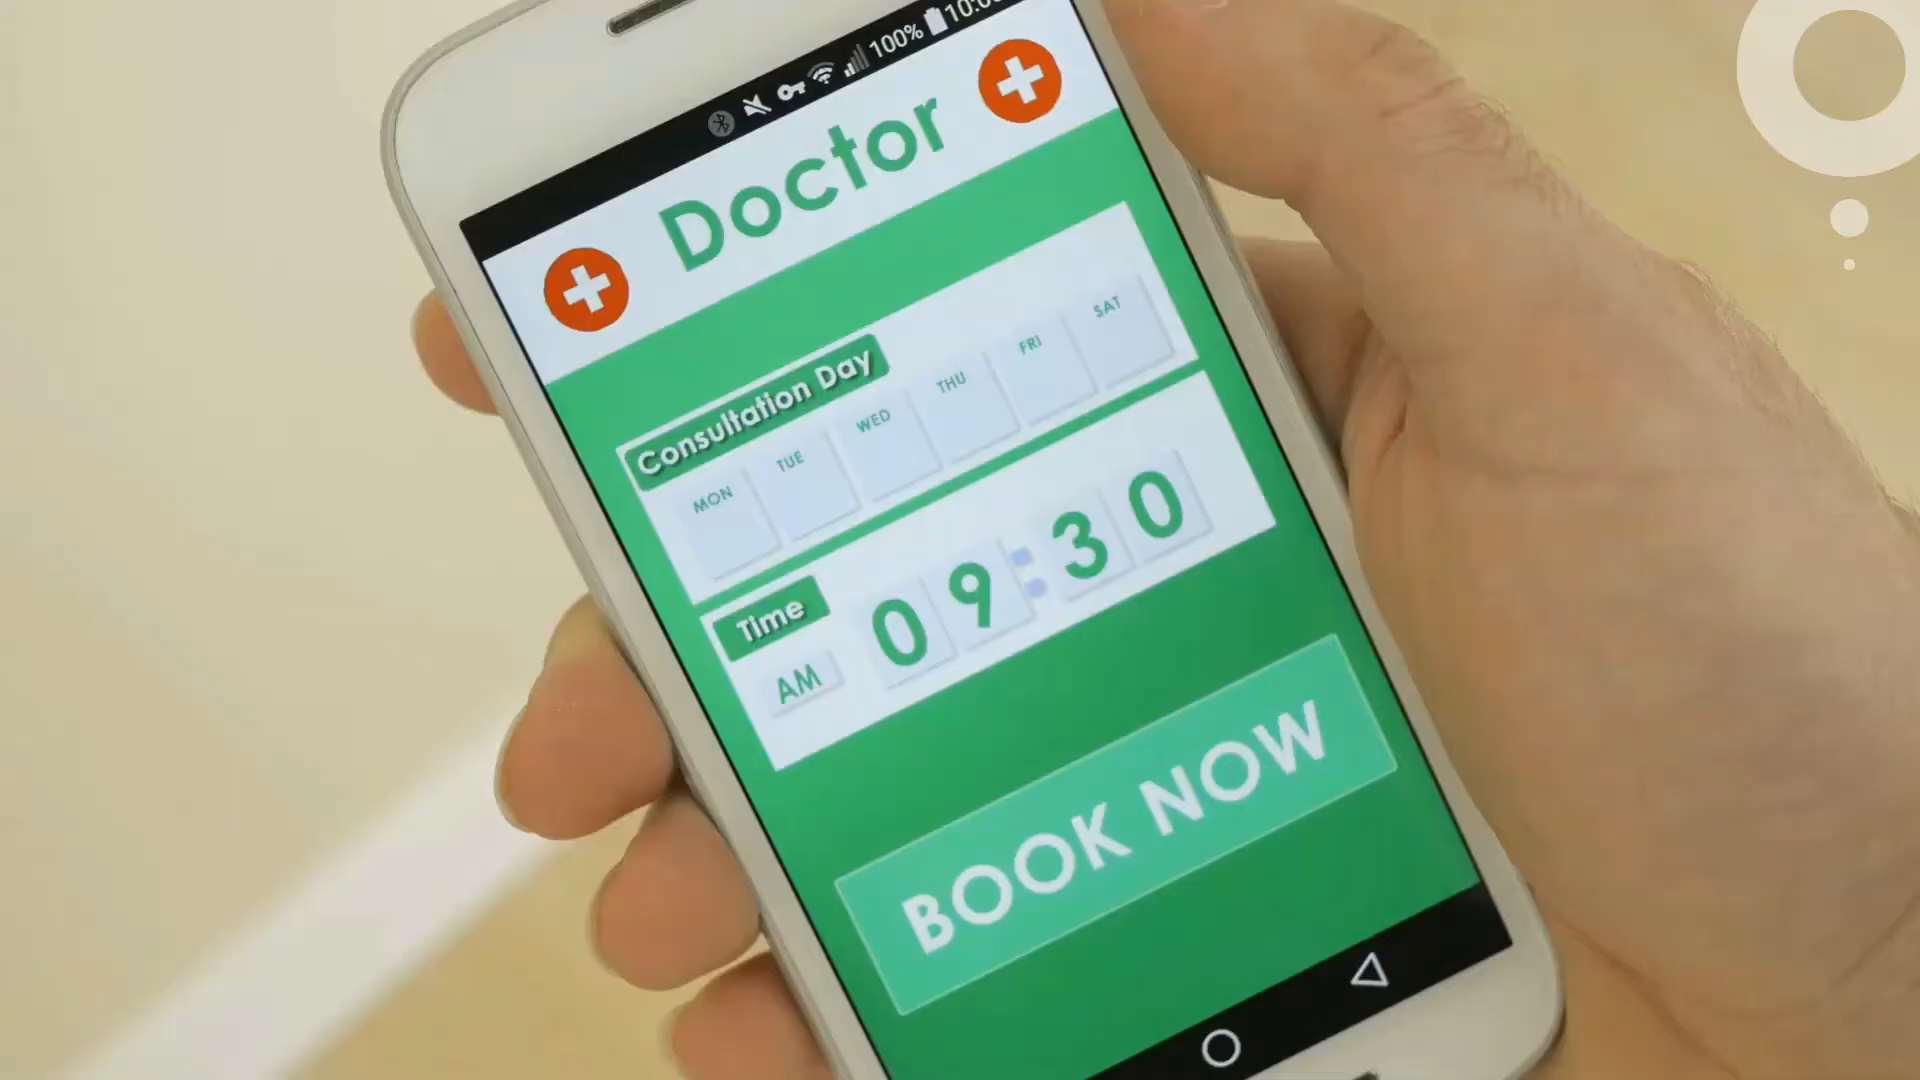 100%
Doctor
Consultation Day
MON TUE WED THU FRI SAT
Time
AM 09:30
BOOK NOW